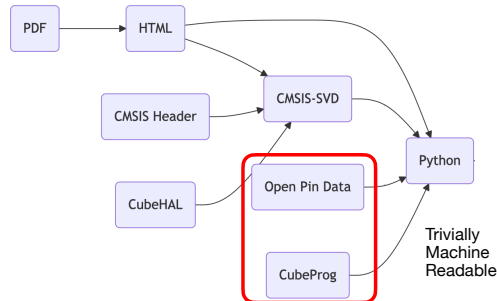 PDF
HTML
CMSIS-SVD
CMSIS Header
Python
Open Pin Data
CubeHAL
Trivially
Machine
Readable
CubeProg